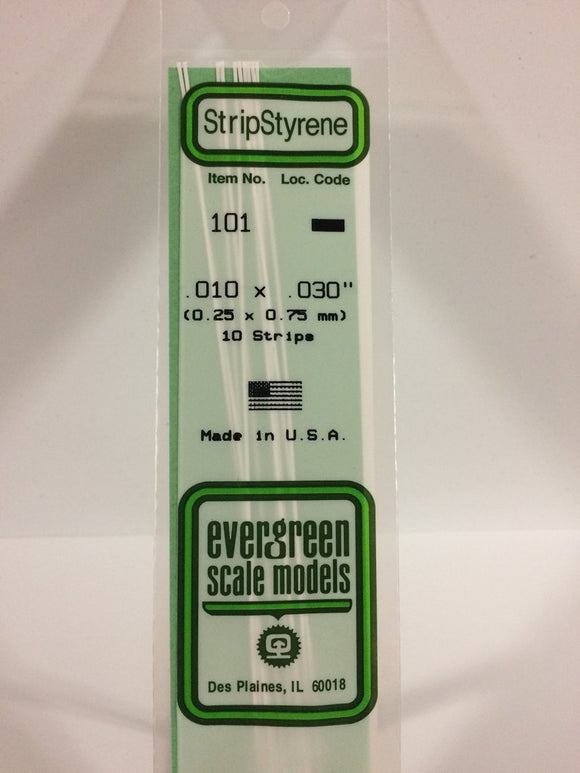 StripStyrene
Item No. Loc. Code
101
.010 x .030"
(0.25 x 0.75 mm)
10 Strips
Made in U.S.A.
evergreen
scale models
Des Plaines, IL 60018